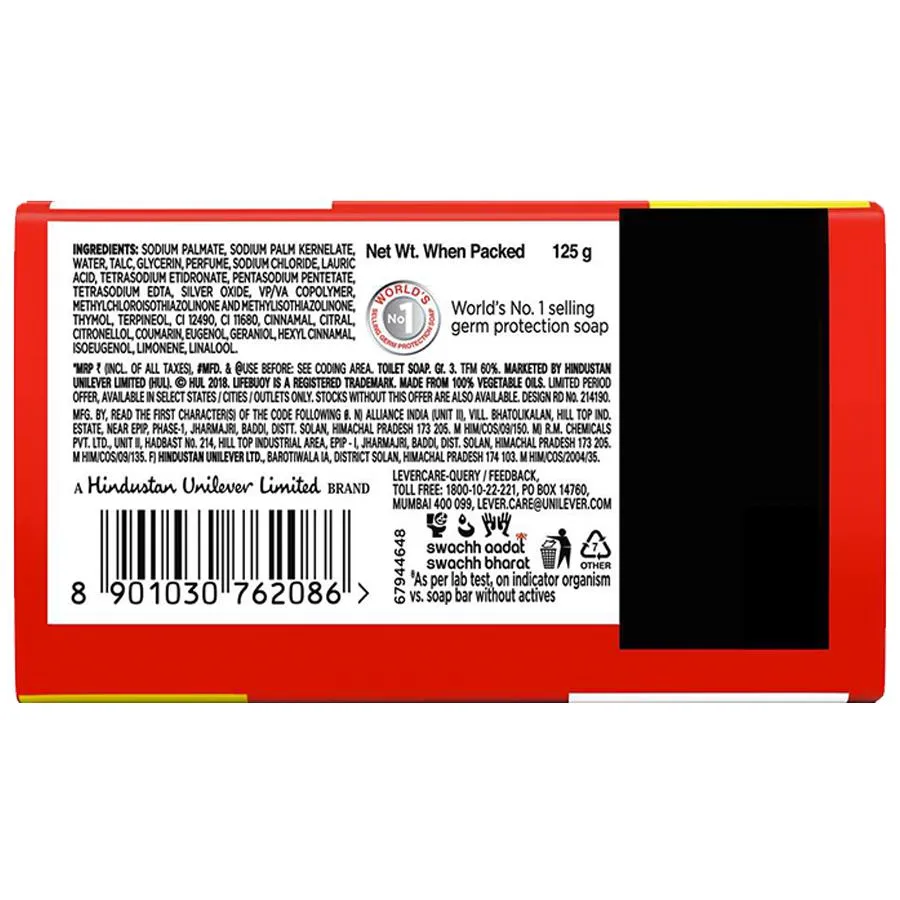 INGREDIENTS: SODIUM PALMATE, SODIUM PALM KERNELATE,
WATER, TALC, GLYCERIN, PERFUME, SODIUM CHLORIDE, LAURIC
ACID, TETRASODIUM ETIDRONATE, PENTASODIUM PENTETATE,
TETRASODIUM EDTA, SILVER OXIDE, VP/VA COPOLYMER,
METHYLCHLOROISOTHIAZOLINONE AND METHYLISOTHIAZOLINONE,
THYMOL, TERPINEOL, CI 12490, CI 11680, CINNAMAL, CITRAL,
CITRONELLOL, COUMARIN, EUGENOL, GERANIOL, HEXYL CINNAMAL,
ISOEUGENOL, LIMONENE, LINALOOL.
Net Wt. When Packed 125 g
WORLD'S
No 1
SELLING GERM PROTECTION SOAP
World's No. 1 selling
germ protection soap
*MRP ₹ (INCL. OF ALL TAXES), #MFD. & @USE BEFORE: SEE CODING AREA. TOILET SOAP. Gr. 3. TFM 60%. MARKETED BY HINDUSTAN
UNILEVER LIMITED (HUL). © HUL 2018. LIFEBUOY IS A REGISTERED TRADEMARK. MADE FROM 100% VEGETABLE OILS. LIMITED PERIOD
OFFER, AVAILABLE IN SELECT STATES / CITIES / OUTLETS ONLY. STOCKS WITHOUT THIS OFFER ARE ALSO AVAILABLE. DESIGN RD No. 214190.
MFG. BY, READ THE FIRST CHARACTER(S) OF THE CODE FOLLOWING B. N) ALLIANCE INDIA (UNIT II), VILL. BHATOLIKALAN, HILL TOP IND.
ESTATE, NEAR EPIP, PHASE-1, JHARMAJRI, BADDI, DISTT. SOLAN, HIMACHAL PRADESH 173 205. M HIM/COS/09/150. M) R.M. CHEMICALS
PVT. LTD., UNIT II, HADBAST No. 214, HILL TOP INDUSTRIAL AREA, EPIP - I, JHARMAJRI, BADDI, DIST. SOLAN, HIMACHAL PRADESH 173 205.
M HIM/COS/09/135. F) HINDUSTAN UNILEVER LTD., BAROTIWALA IA, DISTRICT SOLAN, HIMACHAL PRADESH 174 103. M HIM/COS/2004/35.
A Hindustan Unilever Limited BRAND
LEVERCARE-QUERY / FEEDBACK,
TOLL FREE: 1800-10-22-221, PO BOX 14760,
MUMBAI 400 099, LEVER.CARE@UNILEVER.COM
67944648
swachh aadat
swachh bharat
7
OTHER
#As per lab test, on indicator organism
vs. soap bar without actives
8 901030 762086 >